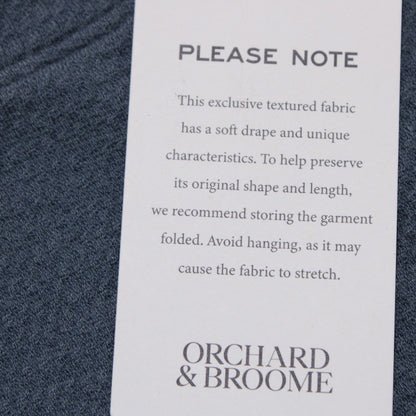 PLEASE NOTE
This exclusive textured fabric
has a soft drape and unique
characteristics. To help preserve
its original shape and length,
we recommend storing the garment
folded. Avoid hanging, as it may
cause the fabric to stretch.
ORCHARD
& BROOME